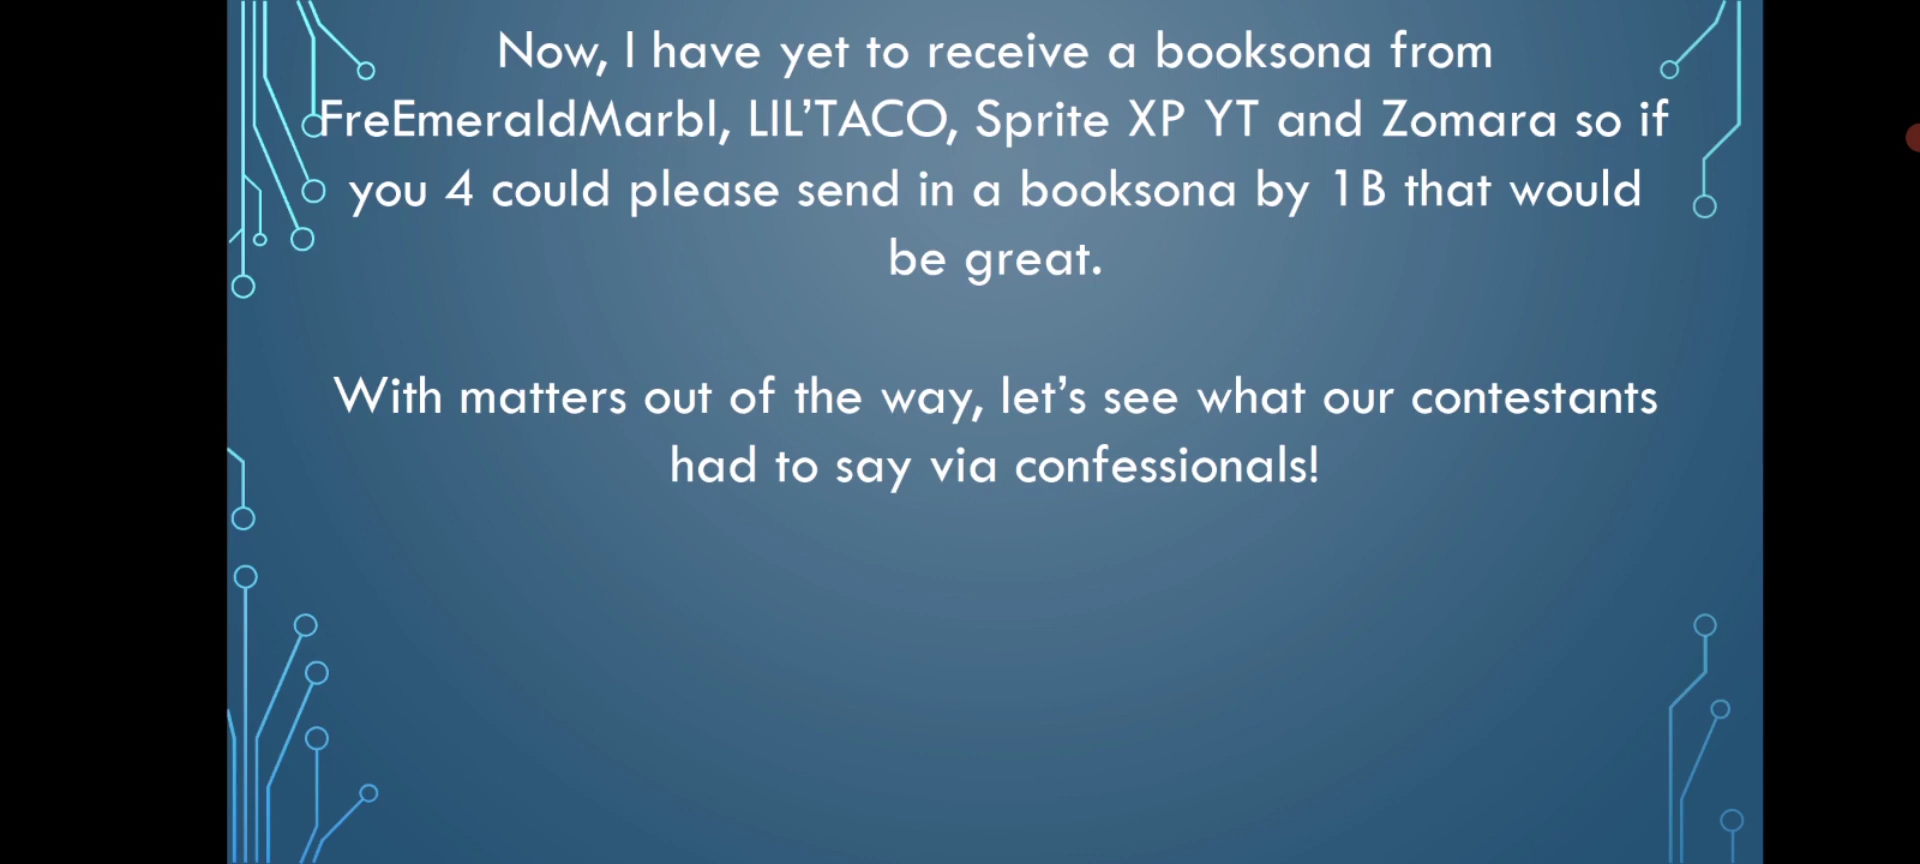 Now, I have yet to receive a booksona from
FreEmeraldMarbl, LIL’TACO, Sprite XP YT and Zomara so if
you 4 could please send in a booksona by 1B that would
be great.
With matters out of the way, let’s see what our contestants
had to say via confessionals!